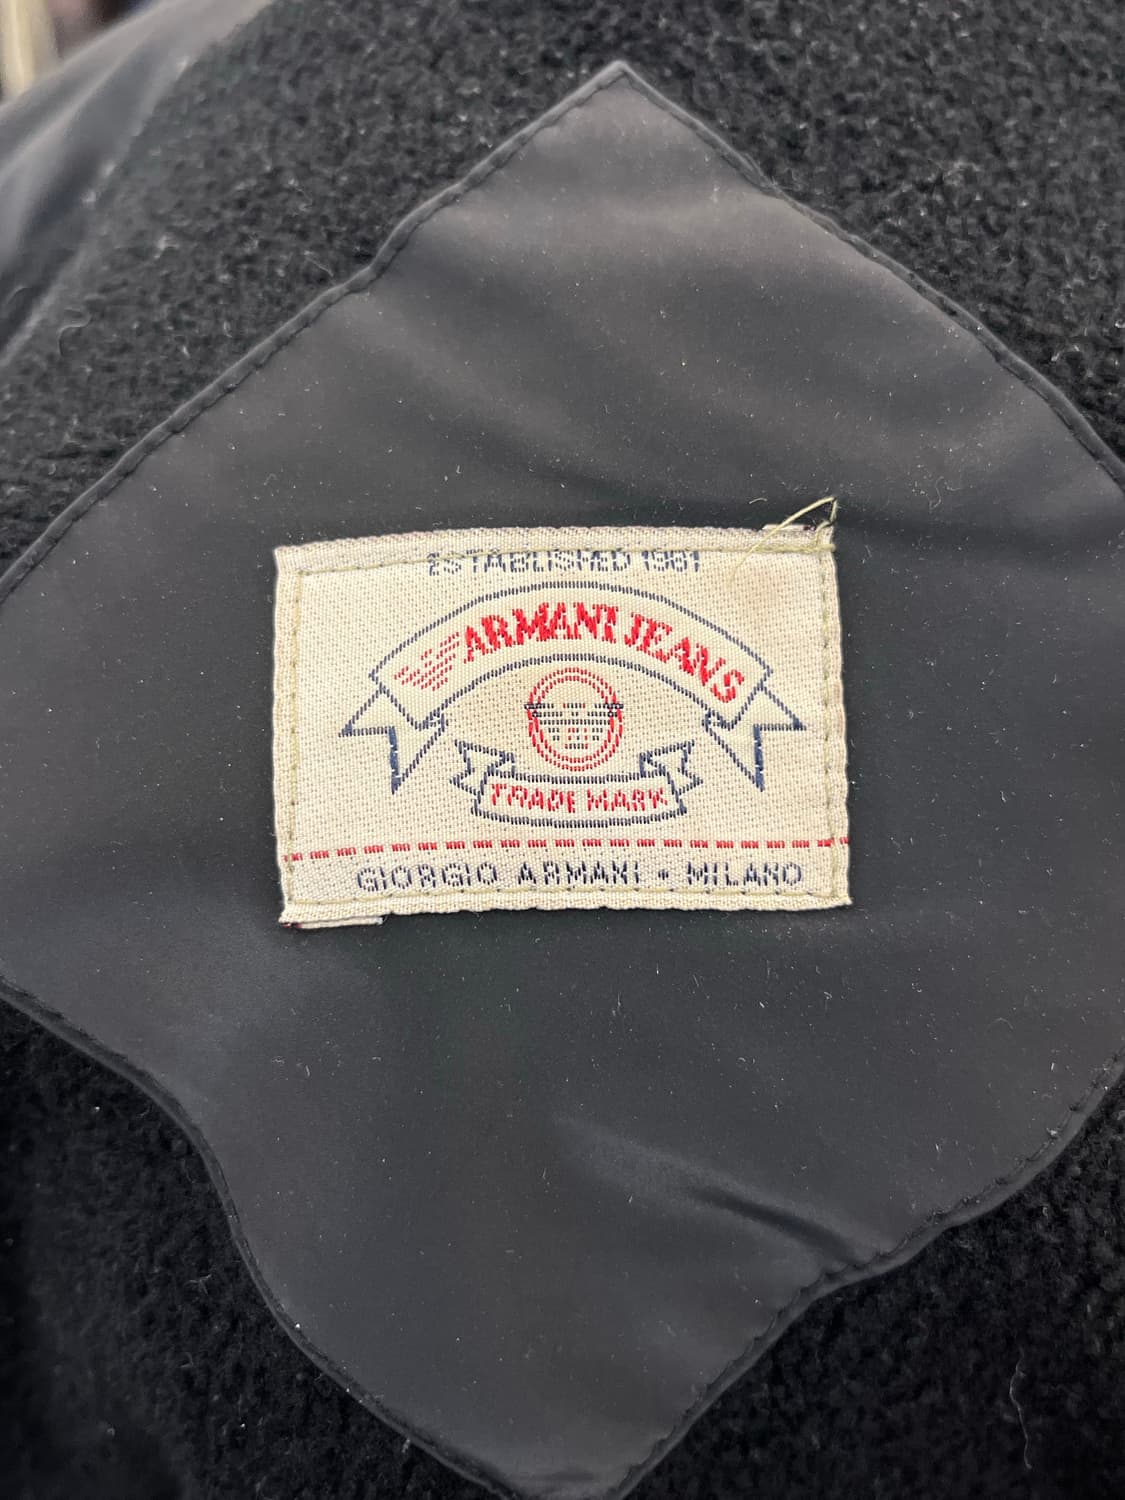 ESTABLISHED 1981
ARMANI JEANS
TRADE MARK
GIORGIO ARMANI • MILANO